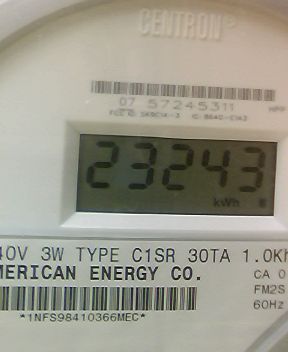 CENTRON®
07 57245311
23243
kWh
40V 3W TYPE C1SR 30TA 1.0Kh
MERICAN ENERGY CO.
CA 0
FM2S
60Hz
*1NFS98410366MEC*